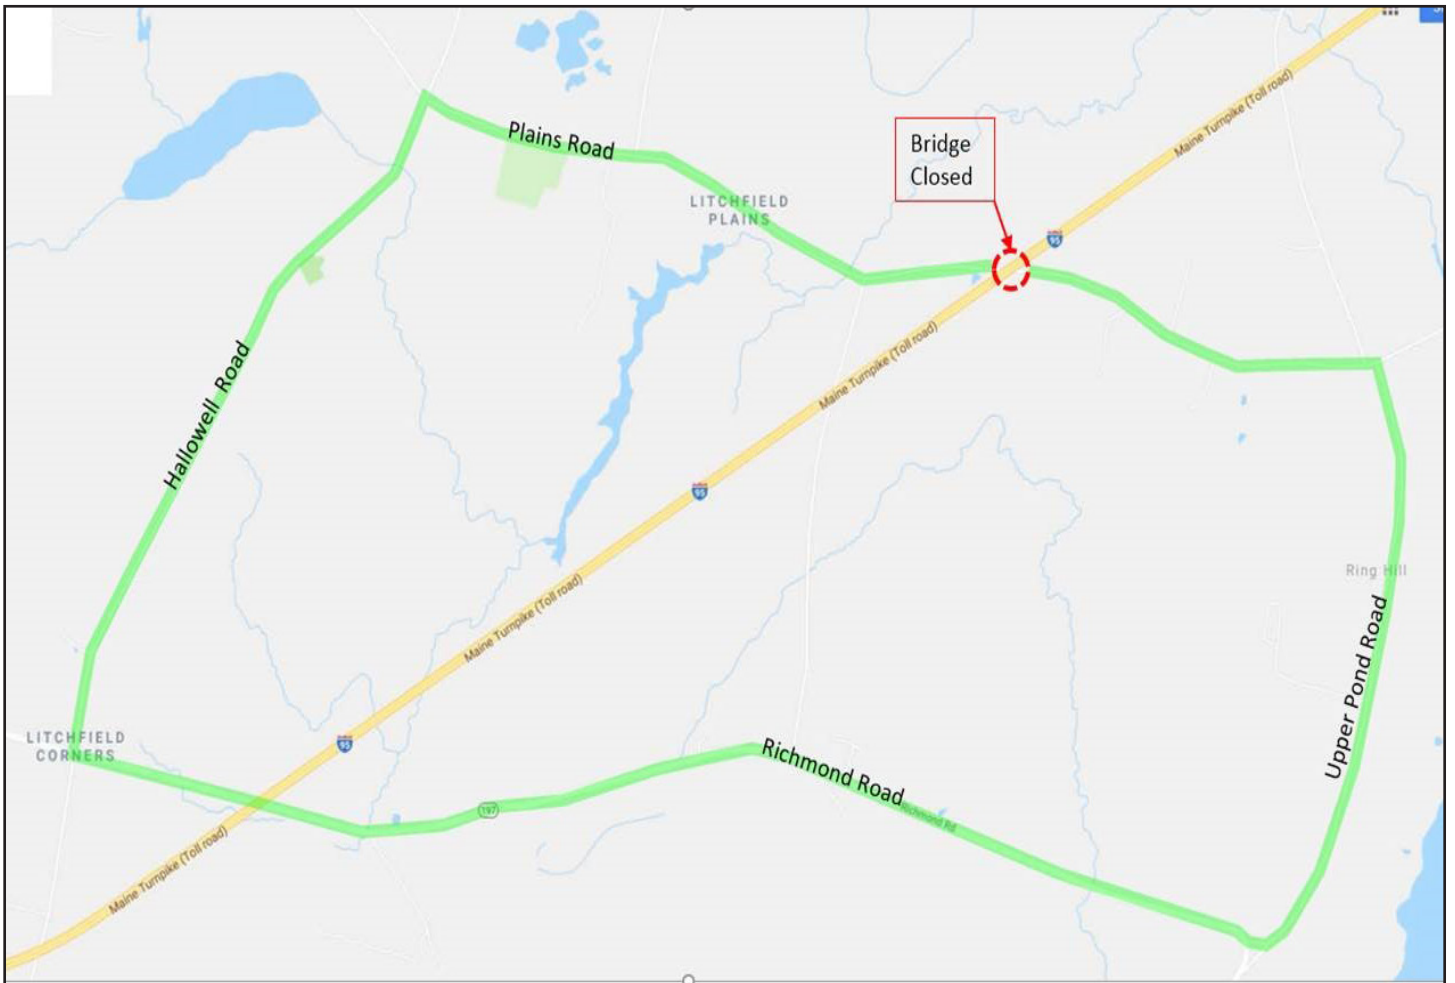 Plains Road
Bridge
Closed
Maine Turnpike (Toll road)
LITCHFIELD
PLAINS
95
Hallowell Road
Maine Turnpike (Toll road)
95
Ring Hill
Maine Turnpike (Toll road)
Upper Pond Road
LITCHFIELD
CORNERS
95
Richmond Road
197
Richmond Rd
Maine Turnpike (Toll road)